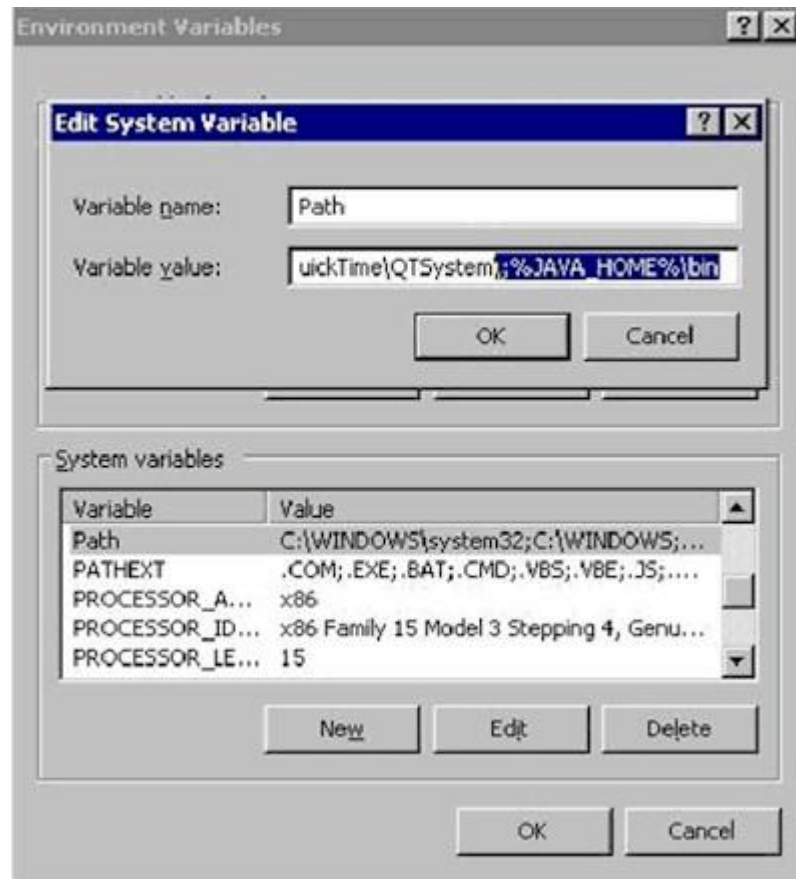 Environment Variables
Edit System Variable
Variable name: Path
Variable value: uickTime\QTSystem\;%JAVA_HOME%\bin
OK Cancel
System variables
Variable Value
Path C:\WINDOWS\system32;C:\WINDOWS;...
PATHEXT .COM;.EXE;.BAT;.CMD;.VBS;.VBE;.JS;....
PROCESSOR_A... x86
PROCESSOR_ID... x86 Family 15 Model 3 Stepping 4, Genu...
PROCESSOR_LE... 15
New Edit Delete
OK Cancel